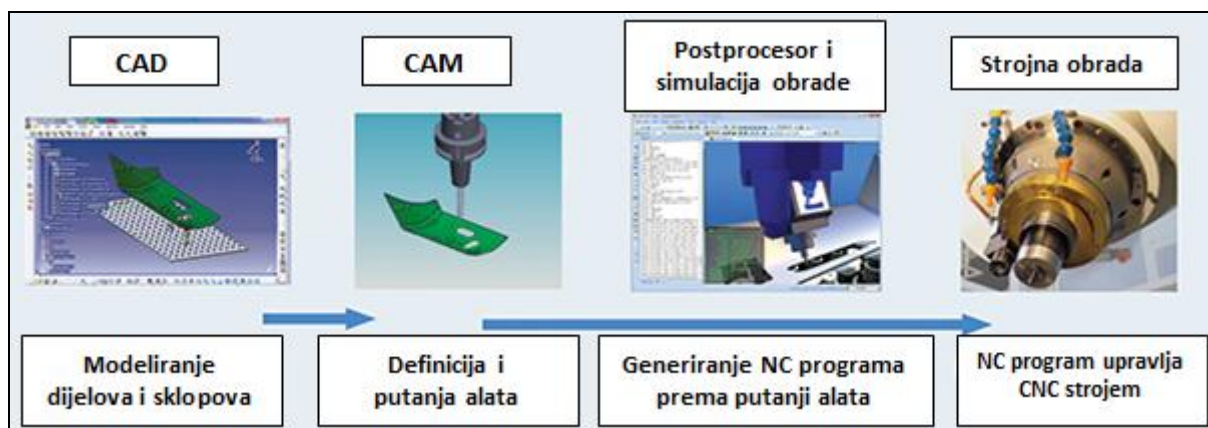 CAD
CAM
Postprocesor i
simulacija obrade
Strojna obrada
Modeliranje
dijelova i sklopova
Definicija i
putanja alata
Generiranje NC programa
prema putanji alata
NC program upravlja
CNC strojem